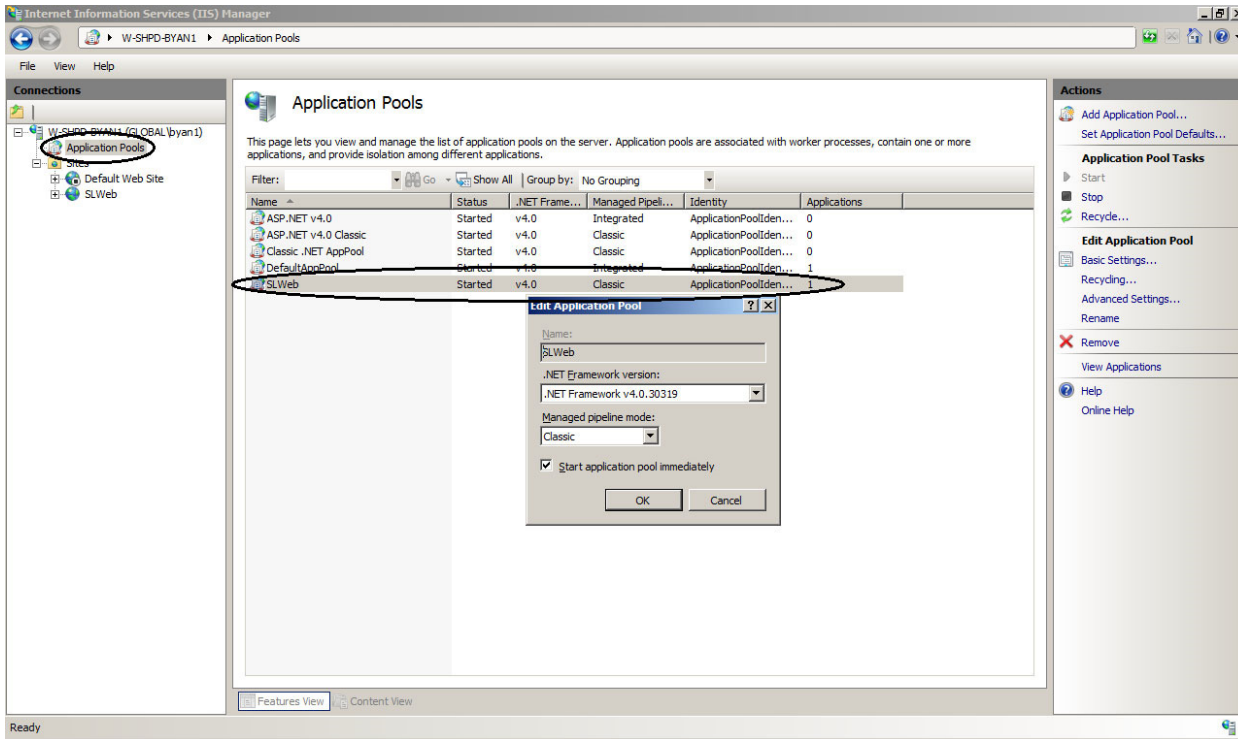 Internet Information Services (IIS) Manager
W-SHPD-BYAN1 Application Pools
File View Help
Connections
W-SHPD-BYAN1 (GLOBAL\byan1)
Application Pools
Sites
Default Web Site
SLWeb
Application Pools
This page lets you view and manage the list of application pools on the server. Application pools are associated with worker processes, contain one or more
applications, and provide isolation among different applications.
Filter: Go Show All Group by: No Grouping
Name Status .NET Frame... Managed Pipeli... Identity Applications
ASP.NET v4.0 Started v4.0 Integrated ApplicationPoolIden... 0
ASP.NET v4.0 Classic Started v4.0 Classic ApplicationPoolIden... 0
Classic .NET AppPool Started v4.0 Classic ApplicationPoolIden... 0
DefaultAppPool Started v4.0 Integrated ApplicationPoolIden... 1
SLWeb Started v4.0 Classic ApplicationPoolIden... 1
Edit Application Pool
Name:
SLWeb
.NET Framework version:
.NET Framework v4.0.30319
Managed pipeline mode:
Classic
Start application pool immediately
OK Cancel
Features View Content View
Actions
Add Application Pool...
Set Application Pool Defaults...
Application Pool Tasks
Start
Stop
Recycle...
Edit Application Pool
Basic Settings...
Recycling...
Advanced Settings...
Rename
Remove
View Applications
Help
Online Help
Ready